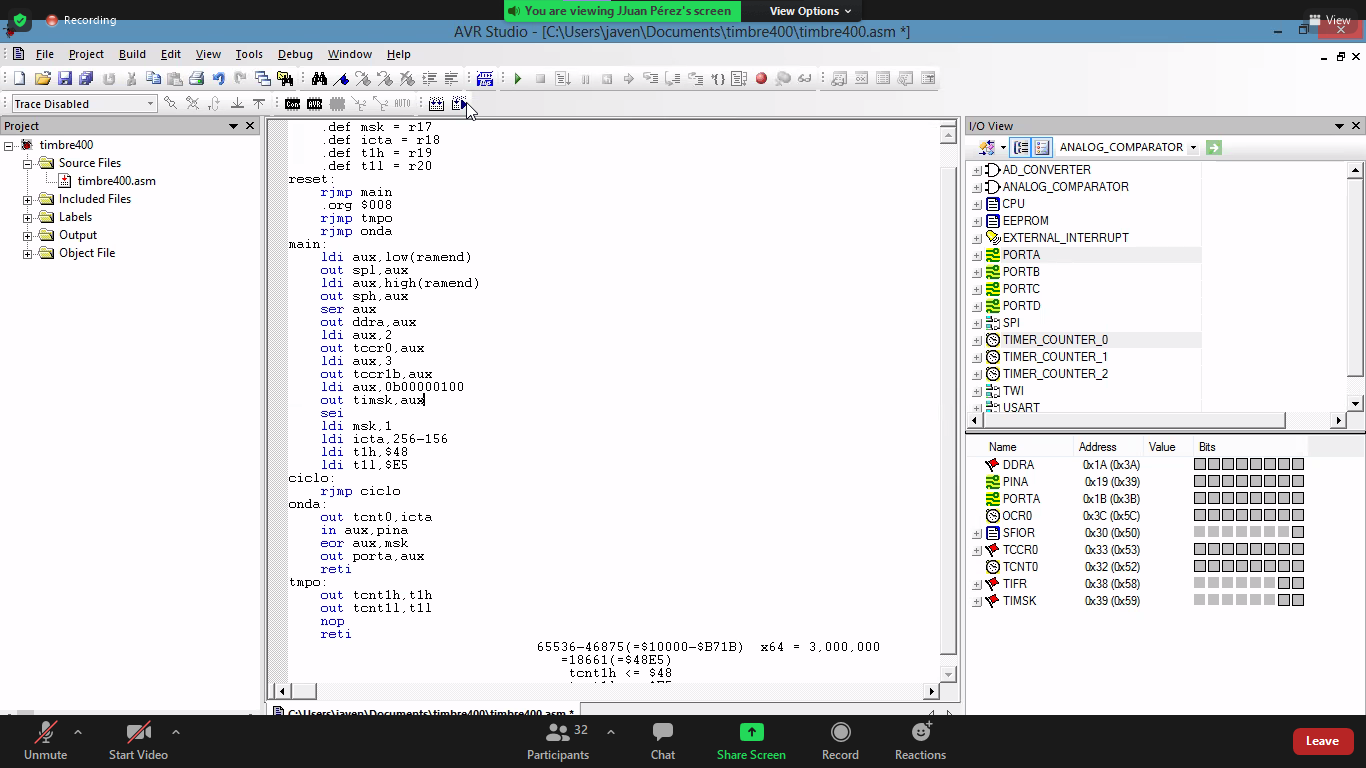 Recording
You are viewing JJuan Pérez's screen
View Options
View
AVR Studio - [C:\Users\javen\Documents\timbre400\timbre400.asm *]
File Project Build Edit View Tools Debug Window Help
Trace Disabled
Con AVR AUTO
Project
timbre400
Source Files
timbre400.asm
Included Files
Labels
Output
Object File
.def msk = r17
.def icta = r18
.def t1h = r19
.def t1l = r20
reset:
rjmp main
.org $008
rjmp tmpo
rjmp onda
main:
ldi aux,low(ramend)
out spl,aux
ldi aux,high(ramend)
out sph,aux
ser aux
out ddra,aux
ldi aux,2
out tccr0,aux
ldi aux,3
out tccr1b,aux
ldi aux,0b00000100
out timsk,aux
sei
ldi msk,1
ldi icta,256-156
ldi t1h,$48
ldi t1l,$E5
ciclo:
rjmp ciclo
onda:
out tcnt0,icta
in aux,pina
eor aux,msk
out porta,aux
reti
tmpo:
out tcnt1h,t1h
out tcnt1l,t1l
nop
reti
65536-46875(=$10000-$B71B) x64 = 3,000,000
=18661(=$48E5)
tcnt1h <= $48
C:\Users\javen\Documents\timbre400\timbre400.asm *
I/O View
ANALOG_COMPARATOR
AD_CONVERTER
ANALOG_COMPARATOR
CPU
EEPROM
EXTERNAL_INTERRUPT
PORTA
PORTB
PORTC
PORTD
SPI
TIMER_COUNTER_0
TIMER_COUNTER_1
TIMER_COUNTER_2
TWI
USART
Name Address Value Bits
DDRA 0x1A (0x3A)
PINA 0x19 (0x39)
PORTA 0x1B (0x3B)
OCR0 0x3C (0x5C)
SFIOR 0x30 (0x50)
TCCR0 0x33 (0x53)
TCNT0 0x32 (0x52)
TIFR 0x38 (0x58)
TIMSK 0x39 (0x59)
Unmute
Start Video
32
Participants
Chat
Share Screen
Record
Reactions
Leave